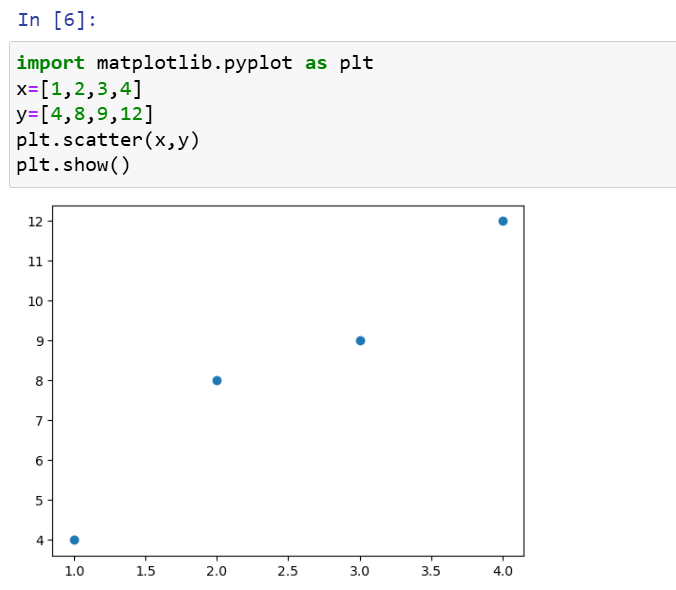 In [6]:
import matplotlib.pyplot as plt
x=[1,2,3,4]
y=[4,8,9,12]
plt.scatter(x,y)
plt.show()
12
11
10
9
8
7
6
5
4
1.0 1.5 2.0 2.5 3.0 3.5 4.0